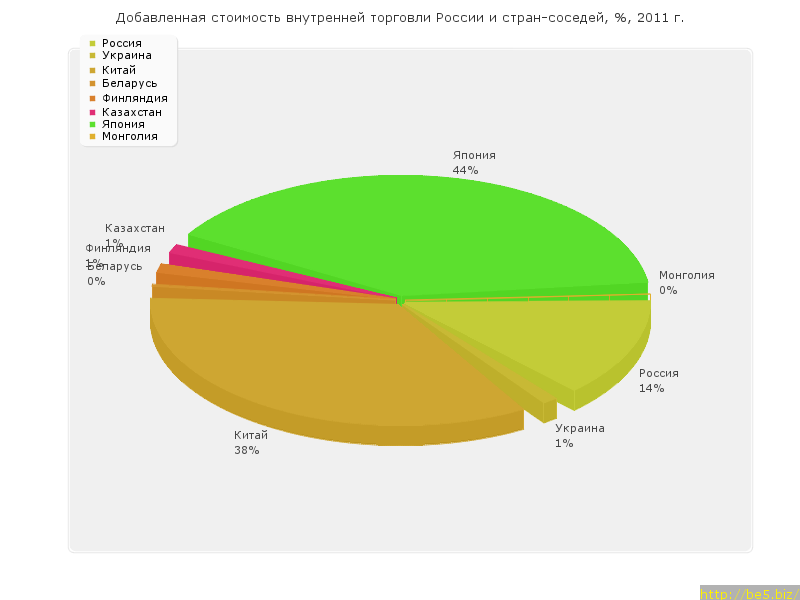 Добавленная стоимость внутренней торговли России и стран-соседей, %, 2011 г.
Россия
Украина
Китай
Беларусь
Финляндия
Казахстан
Япония
Монголия
Япония
44%
Казахстан
1%
Финляндия
1%
Беларусь
0%
Монголия
0%
Россия
14%
Украина
1%
Китай
38%
http://be5.biz/